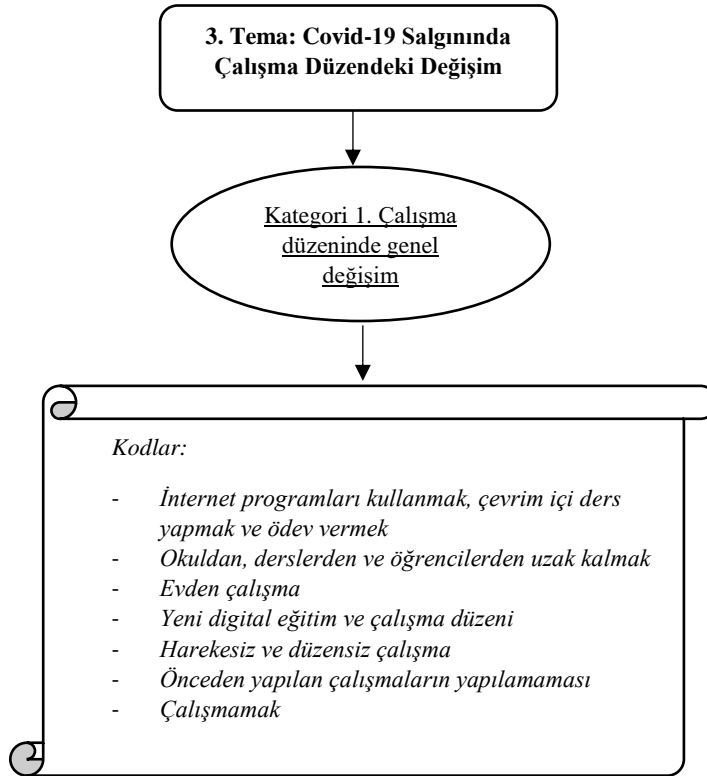 3. Tema: Covid-19 Salgınında
Çalışma Düzendeki Değişim
Kategori 1. Çalışma
düzeninde genel
değişim
Kodlar:
- İnternet programları kullanmak, çevrim içi ders
yapmak ve ödev vermek
- Okuldan, derslerden ve öğrencilerden uzak kalmak
- Evden çalışma
- Yeni digital eğitim ve çalışma düzeni
- Harekesiz ve düzensiz çalışma
- Önceden yapılan çalışmaların yapılamaması
- Çalışmamak